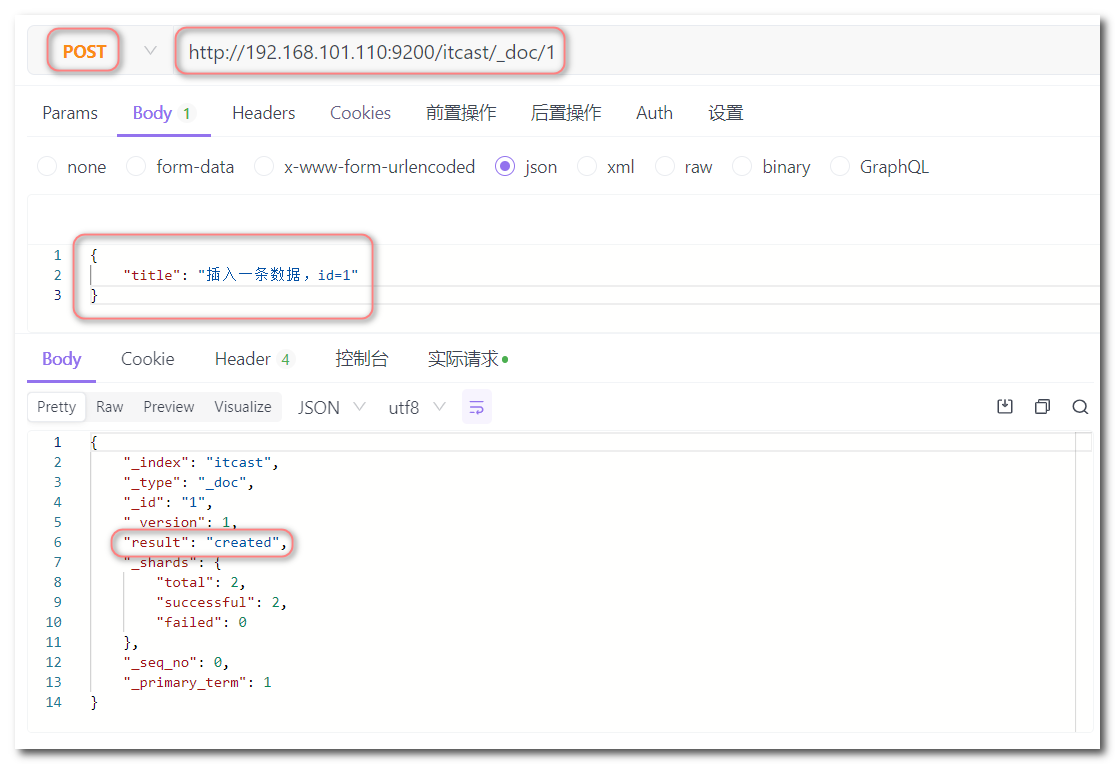 POST http://192.168.101.110:9200/itcast/_doc/1
Params Body 1 Headers Cookies 前置操作 后置操作 Auth 设置
none form-data x-www-form-urlencoded json xml raw binary GraphQL
1 {
2 "title": "插入一条数据，id=1"
3 }
Body Cookie Header 4 控制台 实际请求
Pretty Raw Preview Visualize JSON utf8
1 {
2 "_index": "itcast",
3 "_type": "_doc",
4 "_id": "1",
5 "_version": 1,
6 "result": "created",
7 "_shards": {
8 "total": 2,
9 "successful": 2,
10 "failed": 0
11 },
12 "_seq_no": 0,
13 "_primary_term": 1
14 }